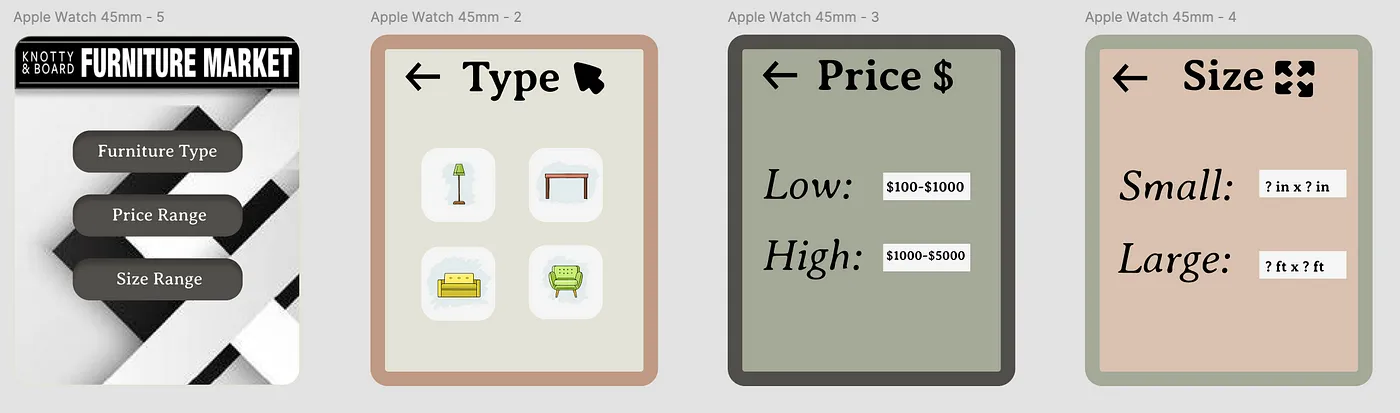 Apple Watch 45mm - 5
KNOTTY
& BOARD
FURNITURE MARKET
Furniture Type
Price Range
Size Range
Apple Watch 45mm - 2
Type
Apple Watch 45mm - 3
Price $
Low: $100-$1000
High: $1000-$5000
Apple Watch 45mm - 4
Size
Small: ? in x ? in
Large: ? ft x ? ft